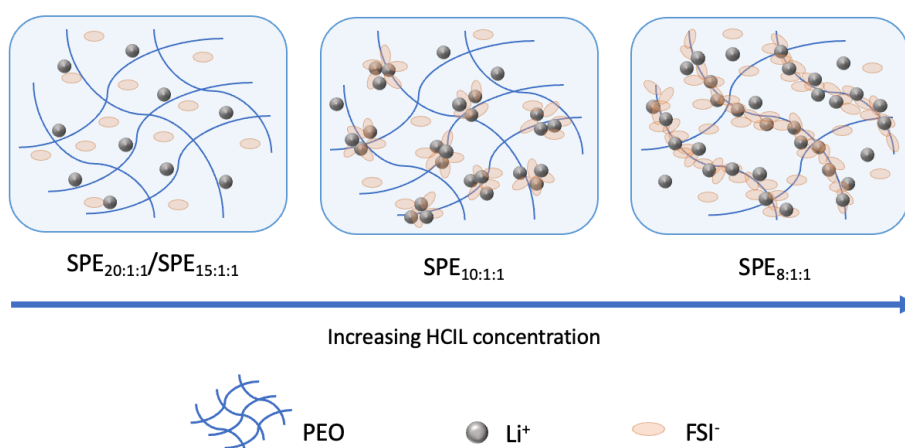 SPE20:1:1/SPE15:1:1
SPE10:1:1
SPE8:1:1
Increasing HCIL concentration
PEO
Li+
FSI-